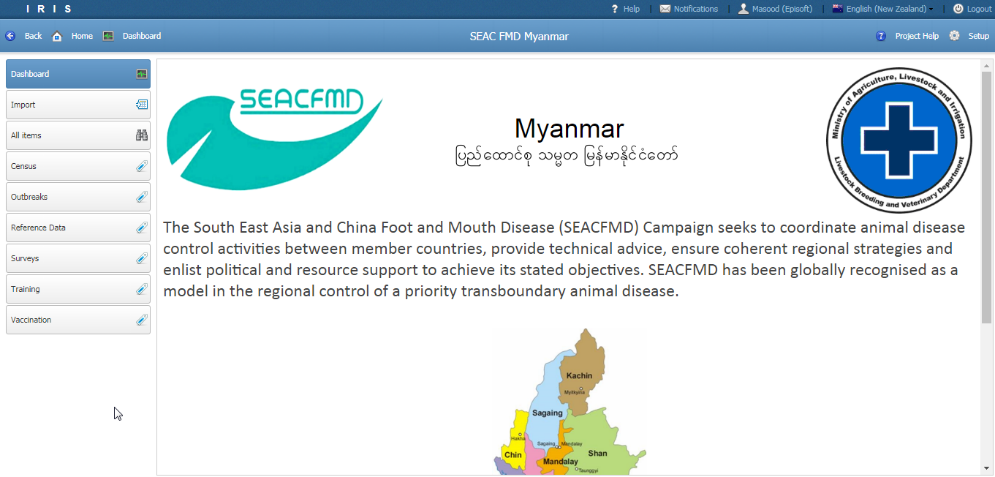 IRIS
Help Notifications Masood (Episoft) English (New Zealand) Logout
Back Home Dashboard SEAC FMD Myanmar Project Help Setup
Dashboard
Import
All items
Census
Outbreaks
Reference Data
Surveys
Training
Vaccination
SEACFMD
Myanmar
ပြည်ထောင်စု သမ္မတ မြန်မာနိုင်ငံတော်
Ministry of Agriculture, Livestock and Irrigation
Livestock Breeding and Veterinary Department
The South East Asia and China Foot and Mouth Disease (SEACFMD) Campaign seeks to coordinate animal disease
control activities between member countries, provide technical advice, ensure coherent regional strategies and
enlist political and resource support to achieve its stated objectives. SEACFMD has been globally recognised as a
model in the regional control of a priority transboundary animal disease.
Kachin
Myitkyina
Sagaing
Hakha
Sagaing
Mandalay
Chin
Mandalay
Shan
Taunggyi